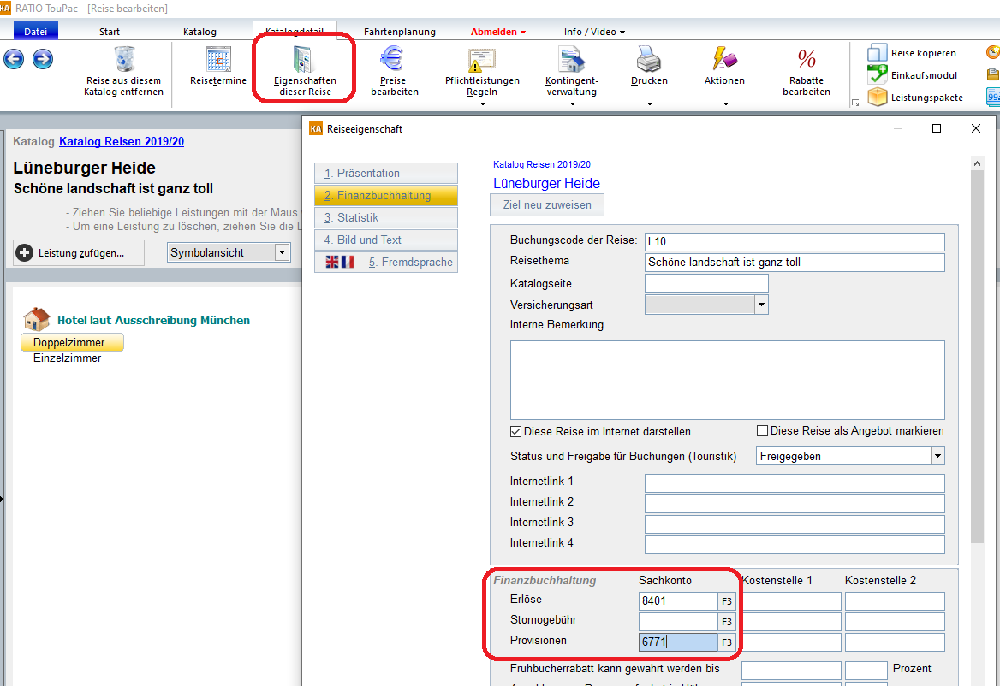 KA RATIO TouPac - [Reise bearbeiten]
Datei Start Katalog Katalogdetail Fahrtenplanung Abmelden Info / Video
Reise aus diesem Katalog entfernen
Reisetermine
Eigenschaften dieser Reise
Preise bearbeiten
Pflichtleistungen Regeln
Kontingent-verwaltung
Drucken
Aktionen
%
Rabatte bearbeiten
Reise kopieren
Einkaufsmodul
Leistungspakete
Katalog Katalog Reisen 2019/20
Lüneburger Heide
Schöne landschaft ist ganz toll
- Ziehen Sie beliebige Leistungen mit der Maus
- Um eine Leistung zu löschen, ziehen Sie die L
Leistung zufügen...
Symbolansicht
Hotel laut Ausschreibung München
Doppelzimmer
Einzelzimmer
KA Reiseeigenschaft
1. Präsentation
2. Finanzbuchhaltung
3. Statistik
4. Bild und Text
5. Fremdsprache
Katalog Reisen 2019/20
Lüneburger Heide
Ziel neu zuweisen
Buchungscode der Reise: L10
Reisethema Schöne landschaft ist ganz toll
Katalogseite
Versicherungsart
Interne Bemerkung
Diese Reise im Internet darstellen Diese Reise als Angebot markieren
Status und Freigabe für Buchungen (Touristik) Freigegeben
Internetlink 1
Internetlink 2
Internetlink 3
Internetlink 4
Finanzbuchhaltung Sachkonto Kostenstelle 1 Kostenstelle 2
Erlöse 8401 F3
Stornogebühr F3
Provisionen 6771 F3
Frühbucherrabatt kann gewährt werden bis Prozent